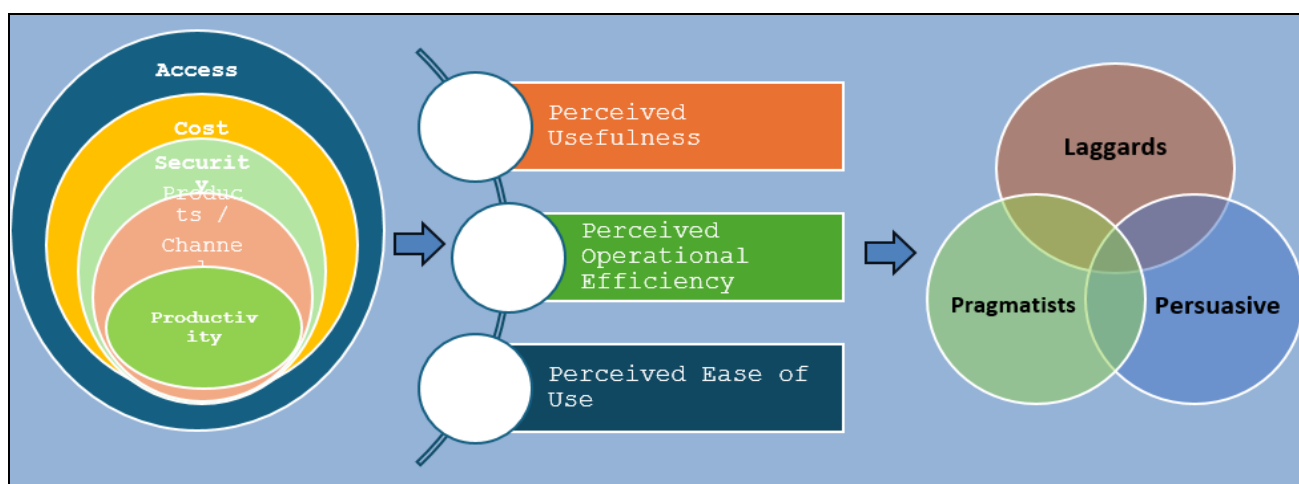 Access
Cost
Securit
y
Produc
ts /
Channe
Productiv
ity
Perceived
Usefulness
Perceived
Operational
Efficiency
Perceived Ease of
Use
Laggards
Pragmatists
Persuasive